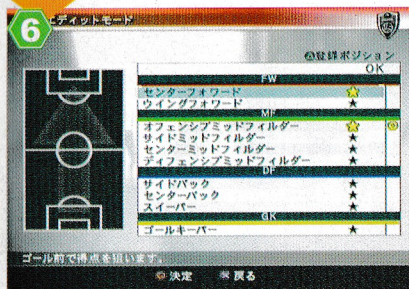 6
エディットモード
登録ポジション
OK
FW
センターフォワード ★
ウイングフォワード ★
MF
オフェンシブミッドフィルダー ★ ◎
サイドミッドフィルダー ★
センターミッドフィルダー ★
ディフェンシブミッドフィルダー ★
DF
サイドバック ★
センターバック ★
スイーパー ★
GK
ゴールキーパー ★
ゴール前で得点を狙います。
決定 戻る